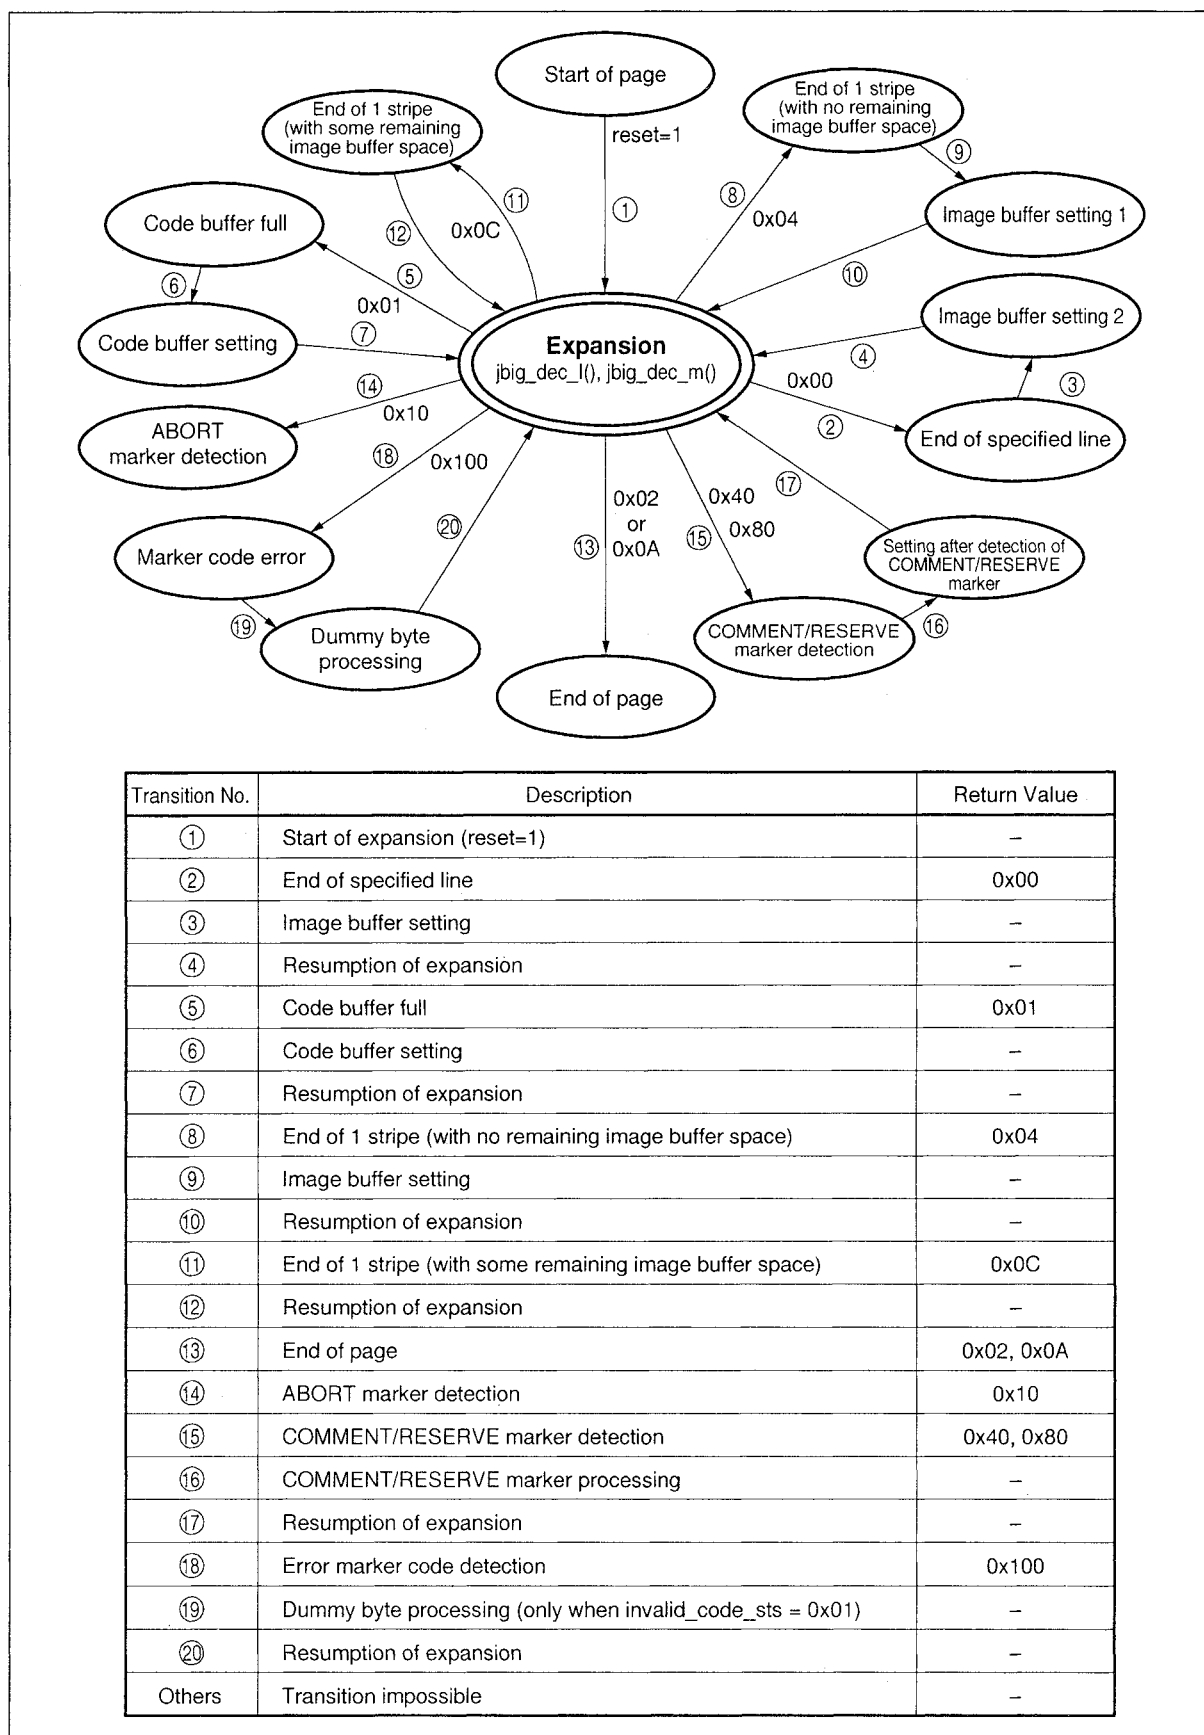 Start of page
reset=1
①
End of 1 stripe
(with some remaining
image buffer space)
⑪
0x0C
⑫
End of 1 stripe
(with no remaining
image buffer space)
⑧
0x04
⑨
Image buffer setting 1
⑩
Code buffer full
⑤
0x01
⑥
Code buffer setting
⑦
Image buffer setting 2
④
③
Expansion
jbig_dec_l(), jbig_dec_m()
0x00
②
End of specified line
⑭
0x10
ABORT
marker detection
⑱
0x100
Marker code error
⑲
Dummy byte
processing
⑳
0x02
or
0x0A
⑬
End of page
0x40
0x80
⑮
COMMENT/RESERVE
marker detection
⑯
Setting after detection of
COMMENT/RESERVE
marker
⑰
Transition No. Description Return Value
① Start of expansion (reset=1) –
② End of specified line 0x00
③ Image buffer setting –
④ Resumption of expansion –
⑤ Code buffer full 0x01
⑥ Code buffer setting –
⑦ Resumption of expansion –
⑧ End of 1 stripe (with no remaining image buffer space) 0x04
⑨ Image buffer setting –
⑩ Resumption of expansion –
⑪ End of 1 stripe (with some remaining image buffer space) 0x0C
⑫ Resumption of expansion –
⑬ End of page 0x02, 0x0A
⑭ ABORT marker detection 0x10
⑮ COMMENT/RESERVE marker detection 0x40, 0x80
⑯ COMMENT/RESERVE marker processing –
⑰ Resumption of expansion –
⑱ Error marker code detection 0x100
⑲ Dummy byte processing (only when invalid_code_sts = 0x01) –
⑳ Resumption of expansion –
Others Transition impossible –